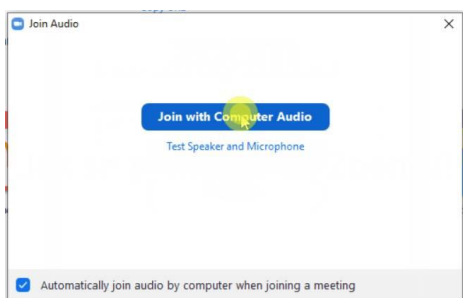 Join Audio
Join with Computer Audio
Test Speaker and Microphone
Automatically join audio by computer when joining a meeting